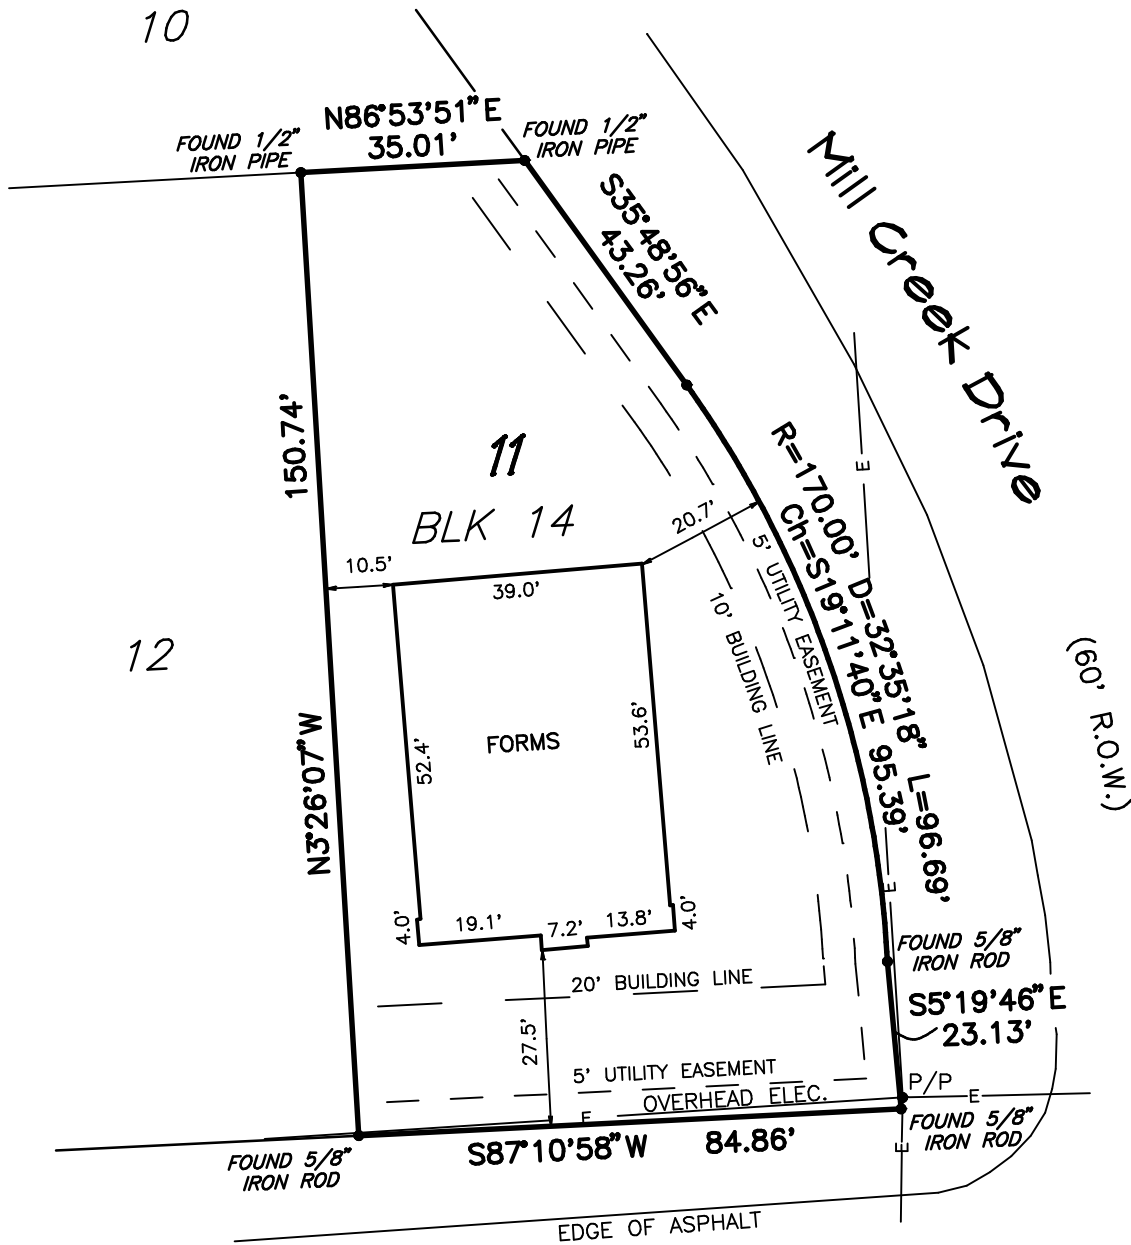 10
N86°53'51"E
35.01'
FOUND 1/2"
IRON PIPE
FOUND 1/2"
IRON PIPE
S35°48'56"E
43.26'
Mill Creek Drive
(60' R.O.W.)
150.74'
N3°26'07"W
11
BLK 14
12
10.5'
39.0'
20.7'
R=170.00' D=32°35'18" L=96.69'
Ch=S19°11'40"E 95.39'
5' UTILITY EASEMENT
10' BUILDING LINE
E
52.4'
FORMS
53.6'
4.0'
19.1'
7.2'
13.8'
4.0'
E
FOUND 5/8"
IRON ROD
20' BUILDING LINE
S5°19'46"E
23.13'
27.5'
5' UTILITY EASEMENT
P/P
E
OVERHEAD ELEC.
E
FOUND 5/8"
IRON ROD
E
S87°10'58"W 84.86'
FOUND 5/8"
IRON ROD
EDGE OF ASPHALT